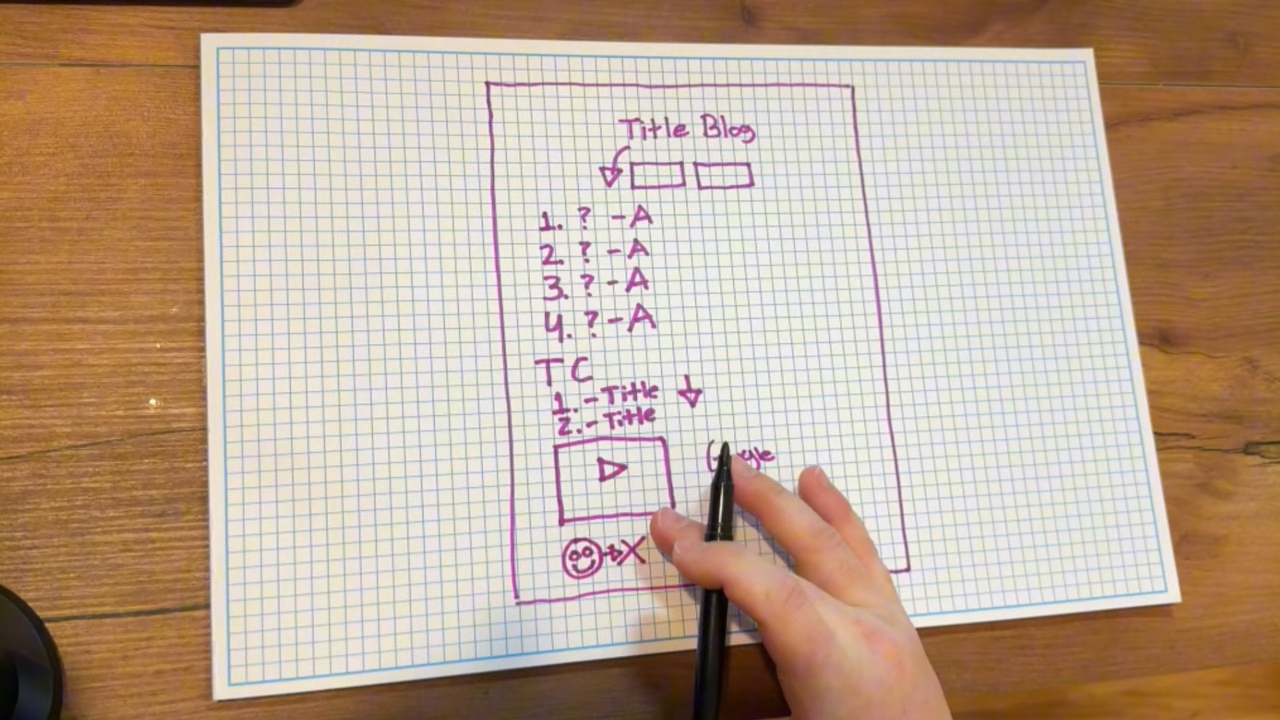 Title Blog
1. ? - A
2. ? - A
3. ? - A
4. ? - A
TC
1. - Title
2. - Title
X